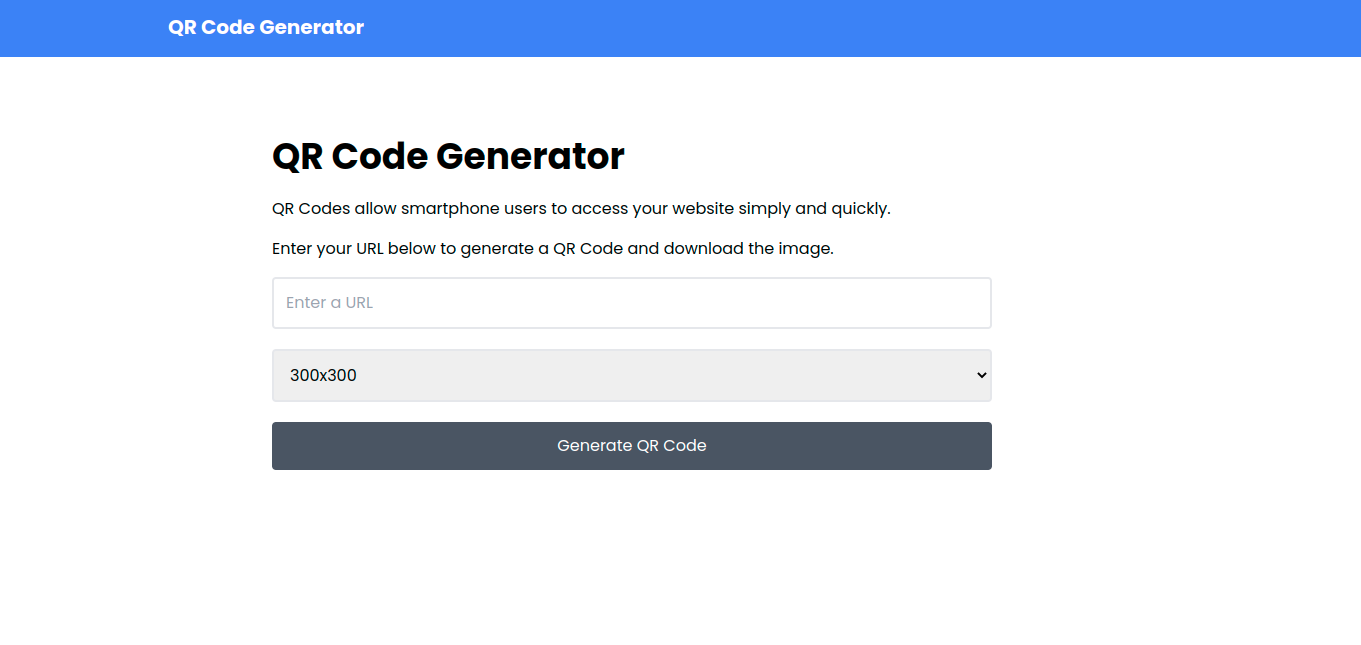 QR Code Generator
QR Code Generator
QR Codes allow smartphone users to access your website simply and quickly.
Enter your URL below to generate a QR Code and download the image.
Enter a URL
300x300
Generate QR Code